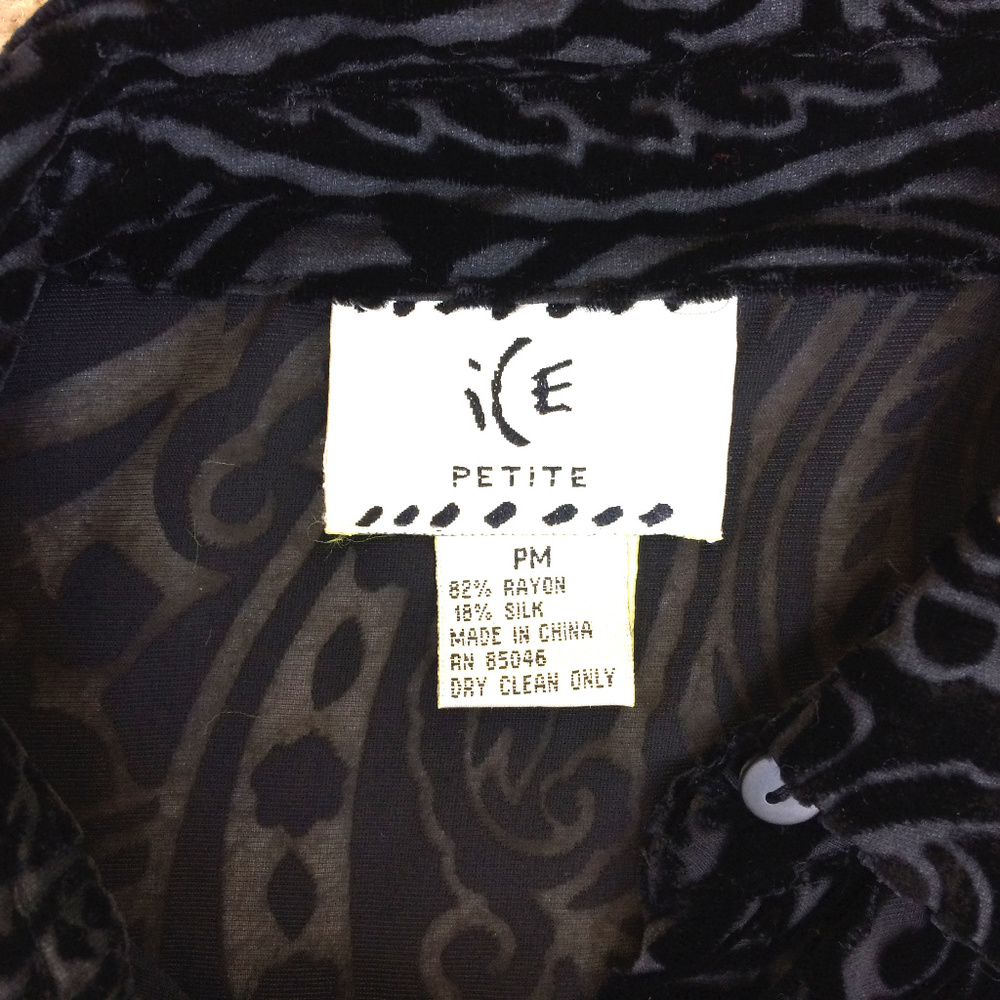 iCE
PETiTE
PM
82% RAYON
18% SILK
MADE IN CHINA
RN 85046
DRY CLEAN ONLY